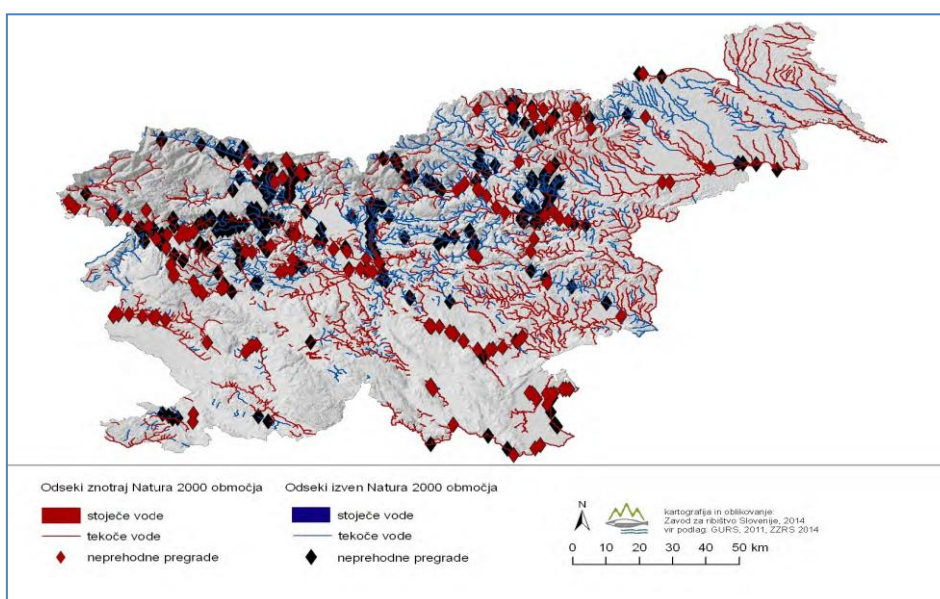 Odseki znotraj Natura 2000 območja
stoječe vode
tekoče vode
neprehodne pregrade
Odseki izven Natura 2000 območja
stoječe vode
tekoče vode
neprehodne pregrade
N
kartografija in oblikovanje:
Zavod za ribištvo Slovenije, 2014
vir podlag: GURS, 2011, ZZRS 2014
0 10 20 30 40 50 km